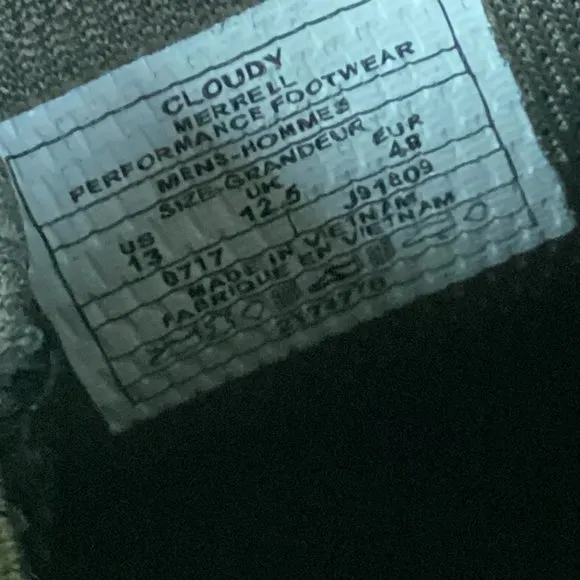 CLOUDY
MERRELL
PERFORMANCE FOOTWEAR
MENS-HOMMES
SIZE-GRANDEUR
US UK EUR
13 12.5 48
0717 J91809
MADE IN VIETNAM
FABRIQUE EN VIETNAM